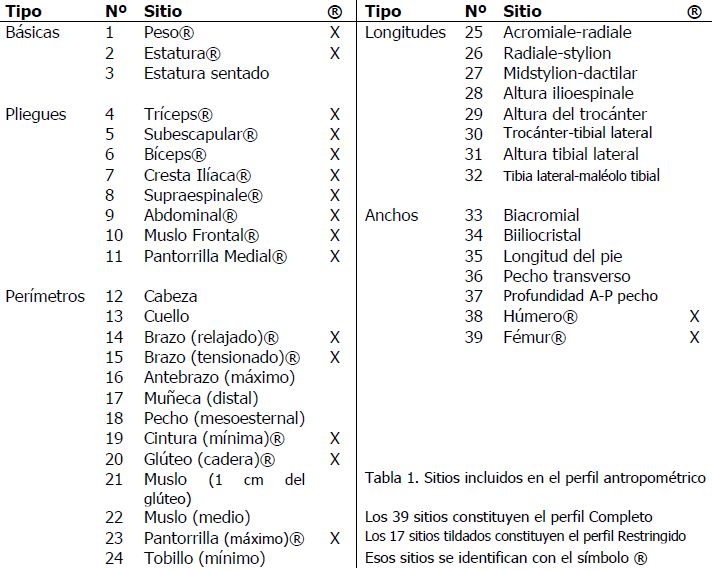 Tipo Nº Sitio ®
Básicas 1 Peso® X
2 Estatura® X
3 Estatura sentado
Pliegues 4 Tríceps® X
5 Subescapular® X
6 Bíceps® X
7 Cresta Ilíaca® X
8 Supraespinale® X
9 Abdominal® X
10 Muslo Frontal® X
11 Pantorrilla Medial® X
Perímetros 12 Cabeza
13 Cuello
14 Brazo (relajado)® X
15 Brazo (tensionado)® X
16 Antebrazo (máximo)
17 Muñeca (distal)
18 Pecho (mesoesternal)
19 Cintura (mínima)® X
20 Glúteo (cadera)® X
21 Muslo (1 cm del
glúteo)
22 Muslo (medio)
23 Pantorrilla (máximo)® X
24 Tobillo (mínimo)
Tipo Nº Sitio ®
Longitudes 25 Acromiale-radiale
26 Radiale-stylion
27 Midstylion-dactilar
28 Altura ilioespinale
29 Altura del trocánter
30 Trocánter-tibial lateral
31 Altura tibial lateral
32 Tibia lateral-maléolo tibial
Anchos 33 Biacromial
34 Biiliocristal
35 Longitud del pie
36 Pecho transverso
37 Profundidad A-P pecho
38 Húmero® X
39 Fémur® X
Tabla 1. Sitios incluidos en el perfil antropométrico
Los 39 sitios constituyen el perfil Completo
Los 17 sitios tildados constituyen el perfil Restringido
Esos sitios se identifican con el símbolo ®